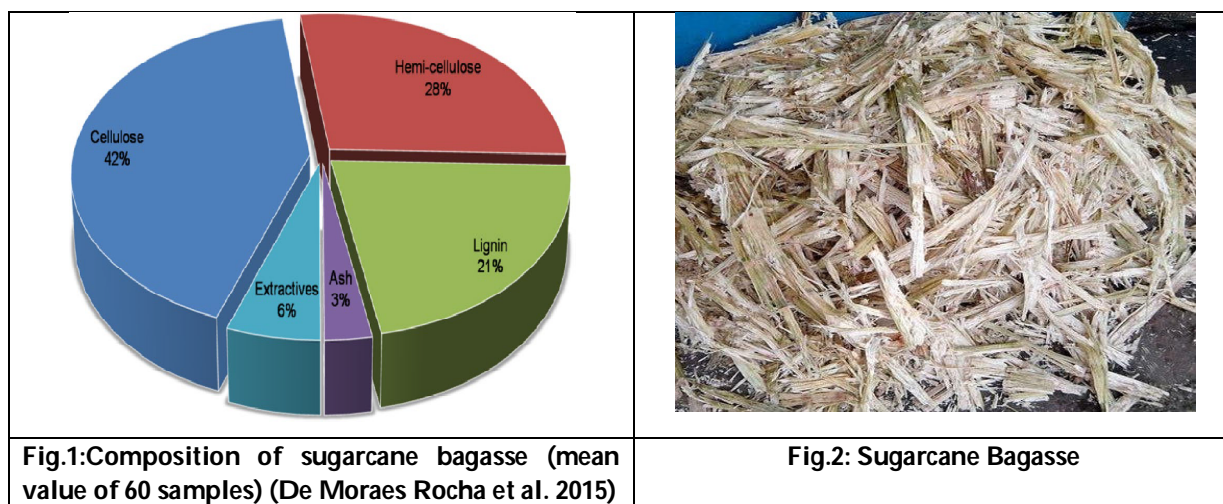 Hemi-cellulose
28%
Cellulose
42%
Lignin
21%
Extractives
6%
Ash
3%
Fig.1:Composition of sugarcane bagasse (mean
value of 60 samples) (De Moraes Rocha et al. 2015)
Fig.2: Sugarcane Bagasse